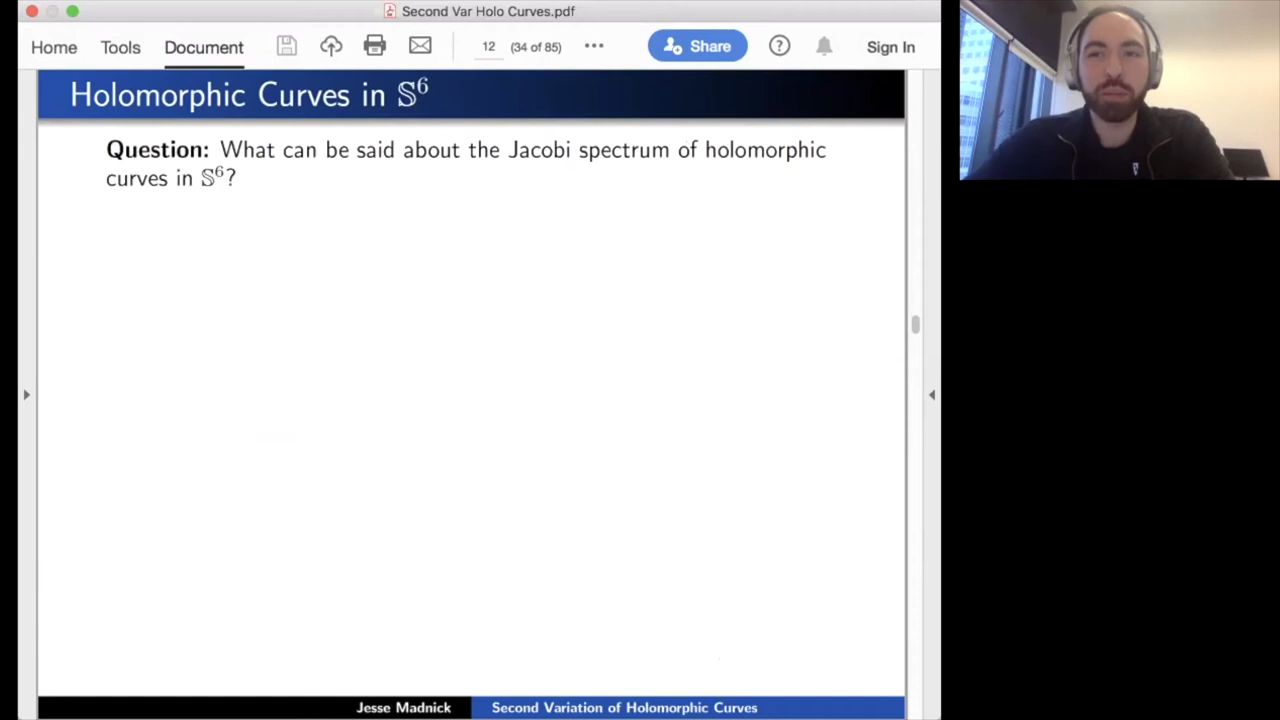 Second Var Holo Curves.pdf
Home Tools Document 12 (34 of 85) Share Sign In
Holomorphic Curves in 𝕊⁶
Question: What can be said about the Jacobi spectrum of holomorphic
curves in 𝕊⁶?
Jesse Madnick Second Variation of Holomorphic Curves